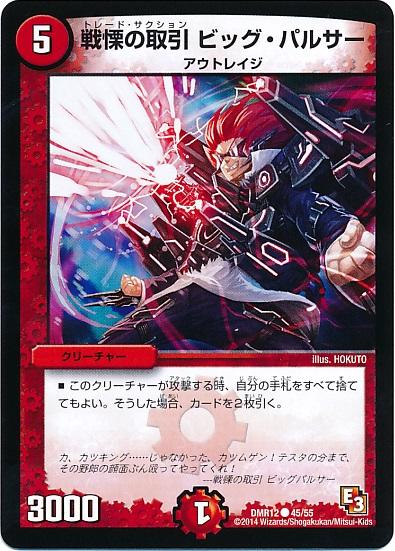 5
トレード・サクション
戦慄の取引 ビッグ・パルサー
アウトレイジ
クリーチャー
illus. HOKUTO
■ このクリーチャーが攻撃する時、自分の手札をすべて捨
ててもよい。そうした場合、カードを2枚引く。
カ、カツキング……じゃなかった、カツムゲン！テスタの分まで、
その野郎の顔面ぶん殴ってやってくれ！
---戦慄の取引 ビッグパルサー
3000
1
DMR12 ● 45/55
©2014 Wizards/Shogakukan/Mitsui-Kids
E3